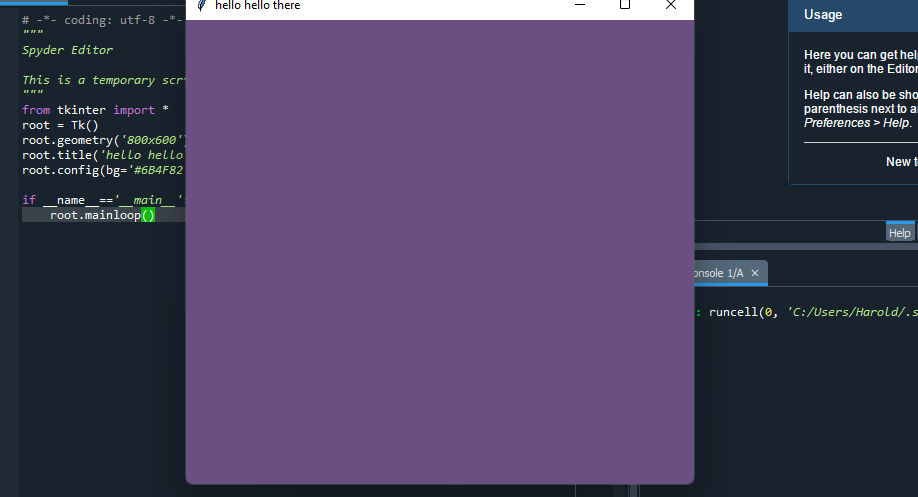 # -*- coding: utf-8 -*-
"""
Spyder Editor
This is a temporary scr
"""
from tkinter import *
root = Tk()
root.geometry('800x600')
root.title('hello hello
root.config(bg='#6B4F82'
if __name__=='__main__':
root.mainloop()
hello hello there
Usage
Here you can get hel
it, either on the Editor
Help can also be sho
parenthesis next to a
Preferences > Help.
New t
Help
onsole 1/A
: runcell(0, 'C:/Users/Harold/.s